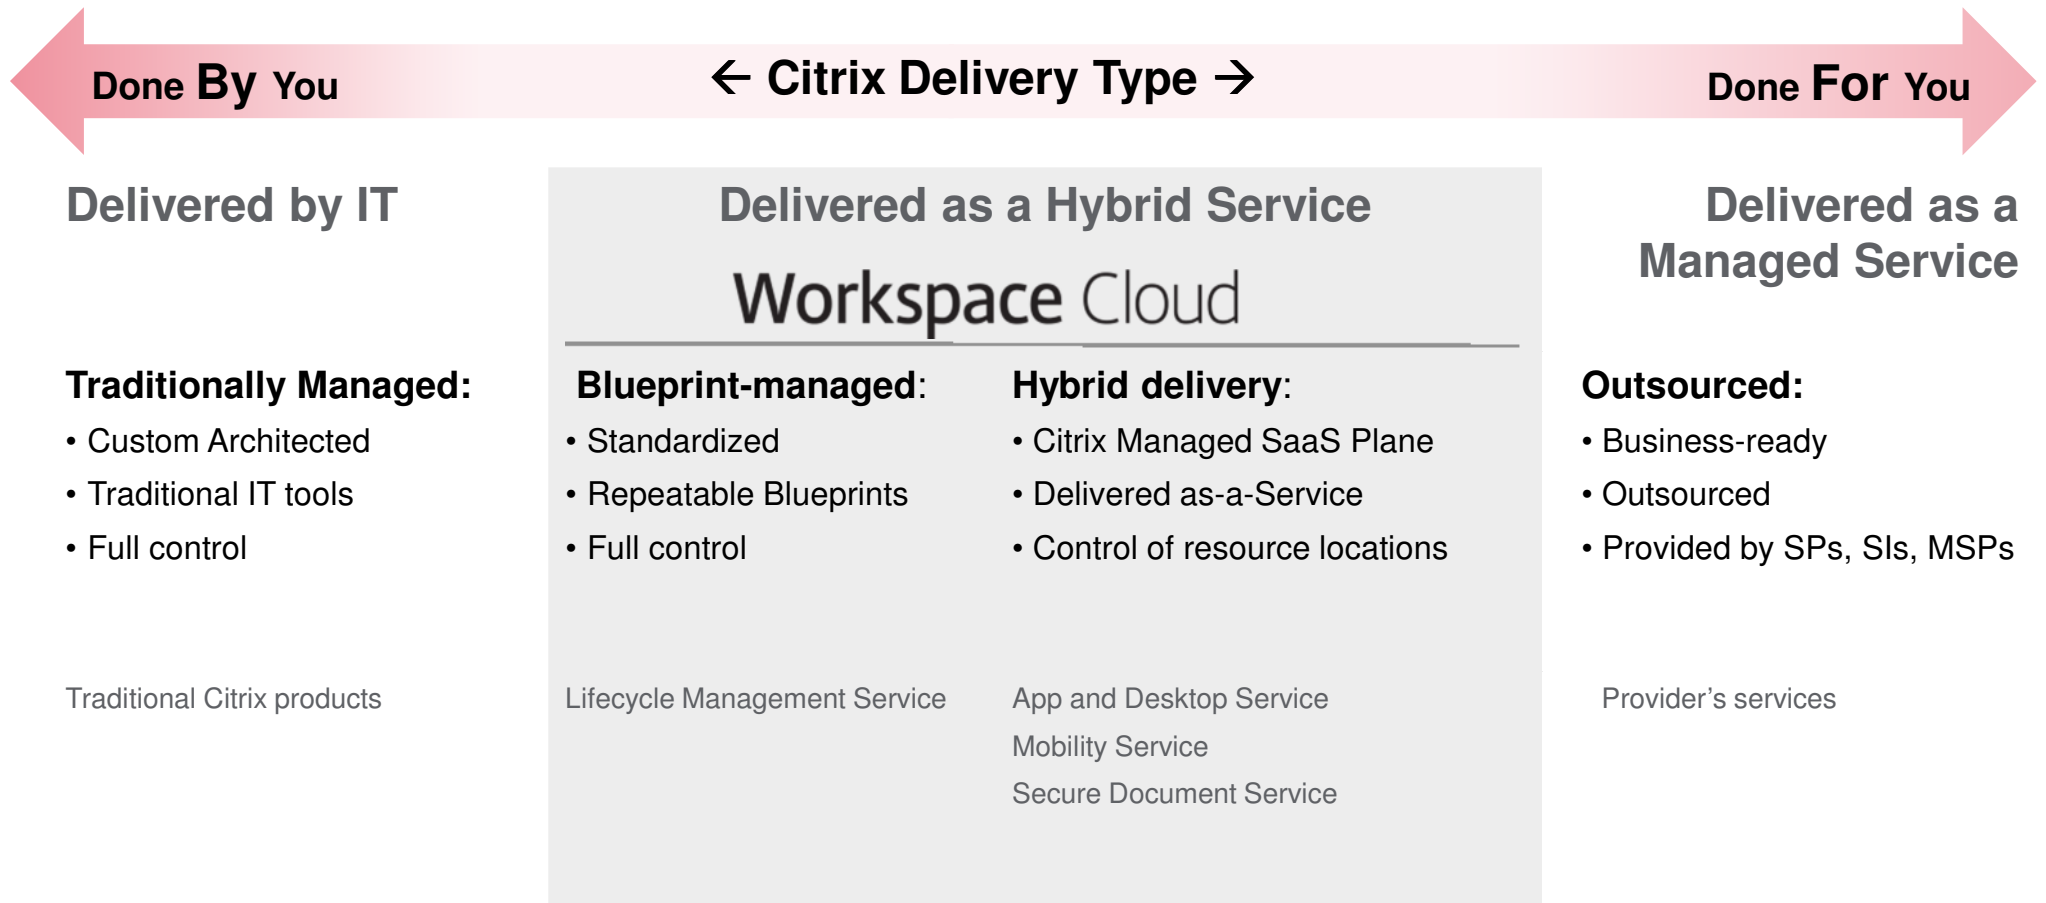 Done By You
← Citrix Delivery Type →
Done For You
Delivered by IT
Delivered as a Hybrid Service
Delivered as a
Managed Service
Workspace Cloud
Traditionally Managed:
• Custom Architected
• Traditional IT tools
• Full control
Traditional Citrix products
Blueprint-managed:
• Standardized
• Repeatable Blueprints
• Full control
Lifecycle Management Service
Hybrid delivery:
• Citrix Managed SaaS Plane
• Delivered as-a-Service
• Control of resource locations
App and Desktop Service
Mobility Service
Secure Document Service
Outsourced:
• Business-ready
• Outsourced
• Provided by SPs, SIs, MSPs
Provider’s services